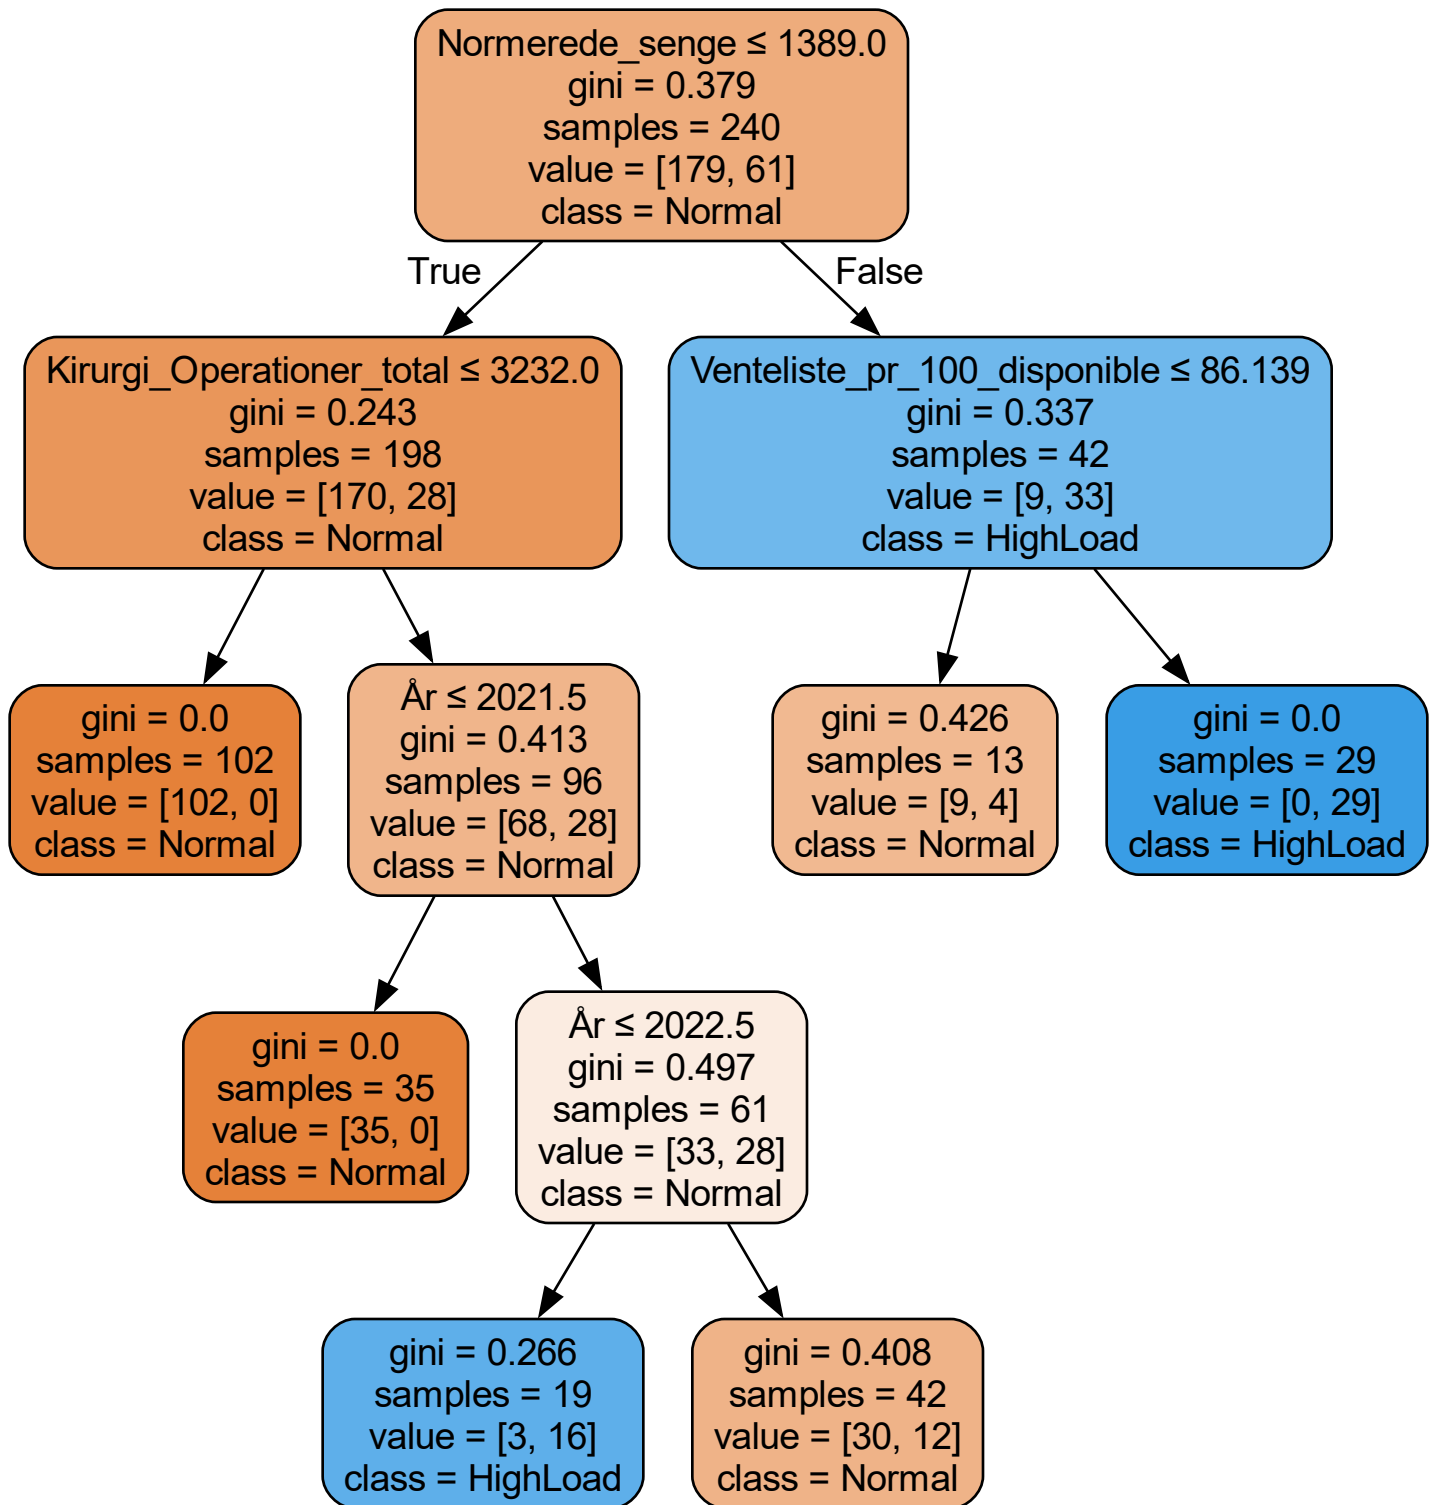 Normerede_senge ≤ 1389.0
gini = 0.379
samples = 240
value = [179, 61]
class = Normal
True
False
Kirurgi_Operationer_total ≤ 3232.0
gini = 0.243
samples = 198
value = [170, 28]
class = Normal
Venteliste_pr_100_disponible ≤ 86.139
gini = 0.337
samples = 42
value = [9, 33]
class = HighLoad
gini = 0.0
samples = 102
value = [102, 0]
class = Normal
År ≤ 2021.5
gini = 0.413
samples = 96
value = [68, 28]
class = Normal
gini = 0.426
samples = 13
value = [9, 4]
class = Normal
gini = 0.0
samples = 29
value = [0, 29]
class = HighLoad
gini = 0.0
samples = 35
value = [35, 0]
class = Normal
År ≤ 2022.5
gini = 0.497
samples = 61
value = [33, 28]
class = Normal
gini = 0.266
samples = 19
value = [3, 16]
class = HighLoad
gini = 0.408
samples = 42
value = [30, 12]
class = Normal